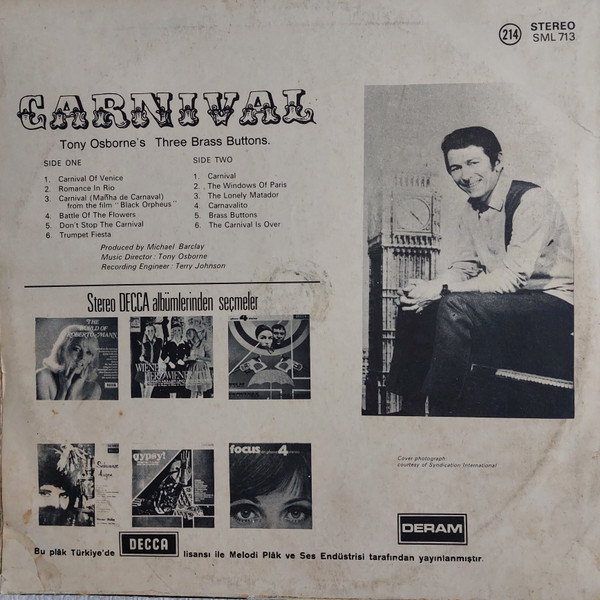 214 STEREO
SML 713
CARNIVAL
Tony Osborne's Three Brass Buttons.
SIDE ONE
1. Carnival Of Venice
2. Romance In Rio
3. Carnival (Mañha de Carnaval)
from the film "Black Orpheus"
4. Battle Of The Flowers
5. Don't Stop The Carnival
6. Trumpet Fiesta
SIDE TWO
1. Carnival
2. The Windows Of Paris
3. The Lonely Matador
4. Carnavalito
5. Brass Buttons
6. The Carnival Is Over
Produced by Michael Barclay
Music Director: Tony Osborne
Recording Engineer: Terry Johnson
Stereo DECCA albümlerinden seçmeler
THE WORLD OF
ROBERTO MANN
gypsy!
focus 4
Cover photograph:
courtesy of Syndication International
DERAM
Bu plâk Türkiye'de DECCA lisansı ile Melodi Plâk ve Ses Endüstrisi tarafından yayınlanmıştır.